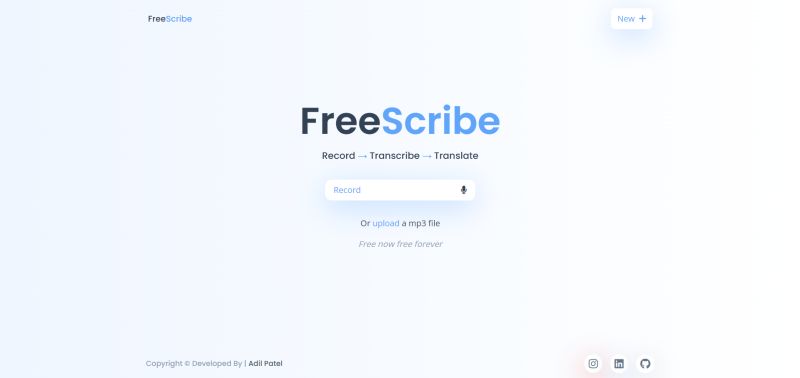 FreeScribe
New +
FreeScribe
Record → Transcribe → Translate
Record
Or upload a mp3 file
Free now free forever
Copyright © Developed By | Adil Patel